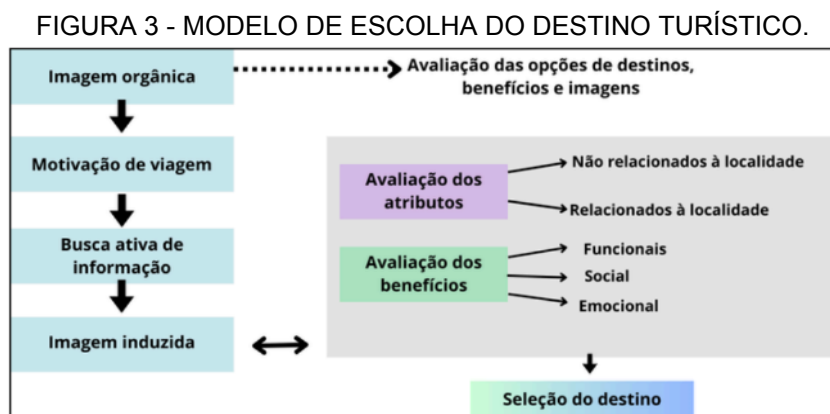 FIGURA 3 - MODELO DE ESCOLHA DO DESTINO TURÍSTICO.
Imagem orgânica
Avaliação das opções de destinos,
benefícios e imagens
Motivação de viagem
Busca ativa de
informação
Imagem induzida
Avaliação dos
atributos
Não relacionados à localidade
Relacionados à localidade
Avaliação dos
benefícios
Funcionais
Social
Emocional
Seleção do destino